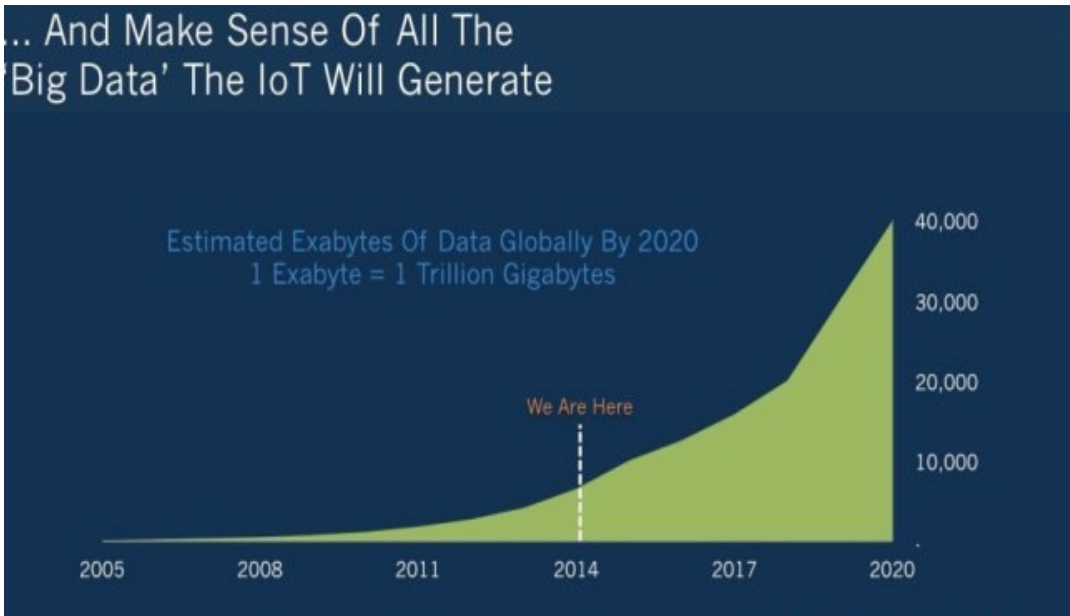 ... And Make Sense Of All The
'Big Data' The IoT Will Generate
Estimated Exabytes Of Data Globally By 2020
1 Exabyte = 1 Trillion Gigabytes
40,000
30,000
20,000
We Are Here
10,000
-
2005 2008 2011 2014 2017 2020